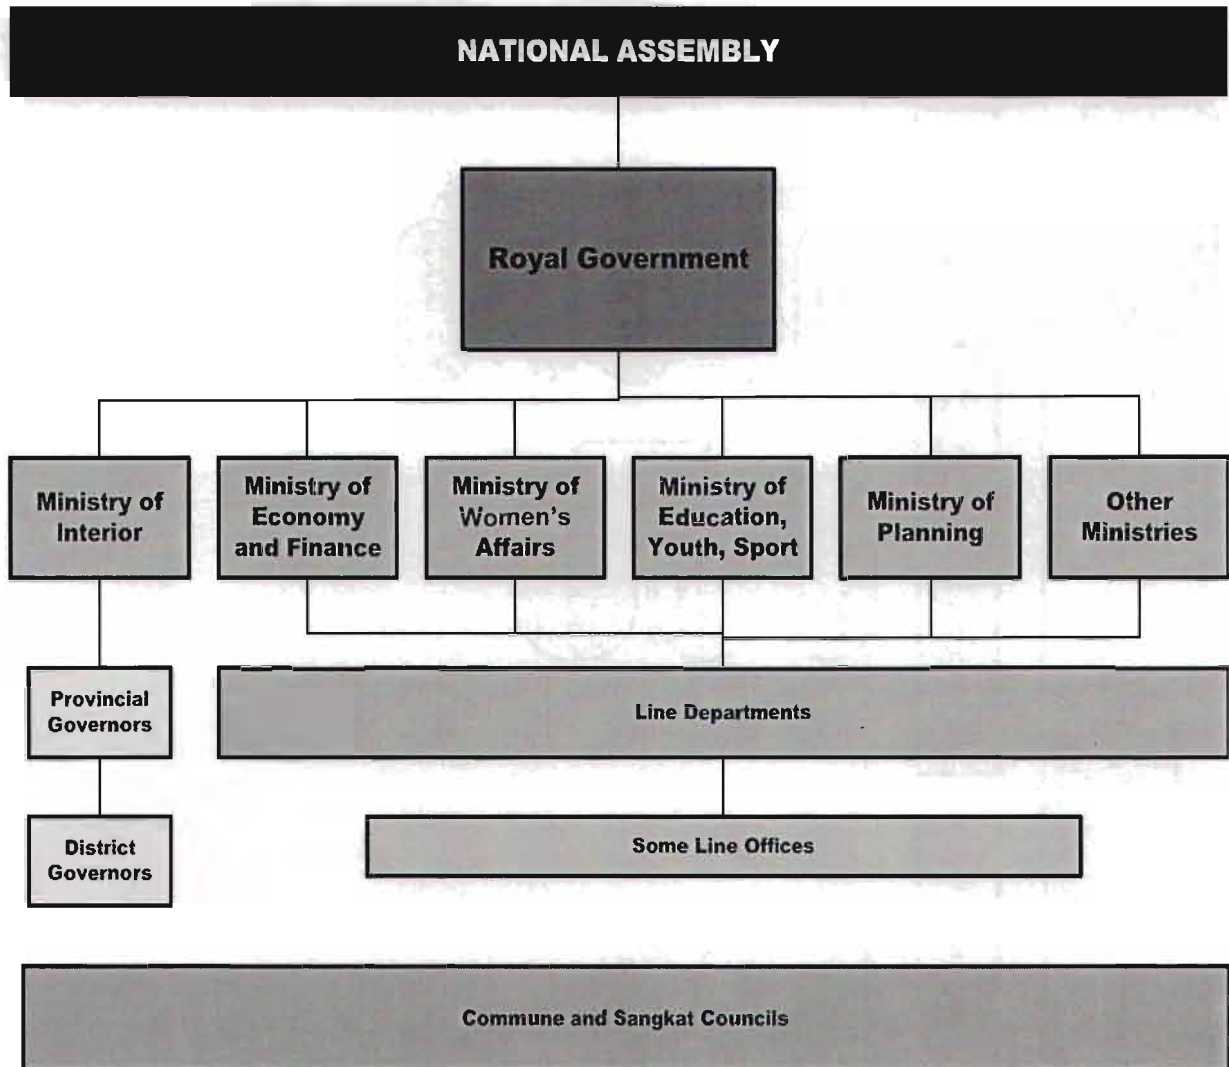 NATIONAL ASSEMBLY
Royal Government
Ministry of
Interior
Ministry of
Economy
and Finance
Ministry of
Women's
Affairs
Ministry of
Education,
Youth, Sport
Ministry of
Planning
Other
Ministries
Provincial
Governors
Line Departments
District
Governors
Some Line Offices
Commune and Sangkat Councils